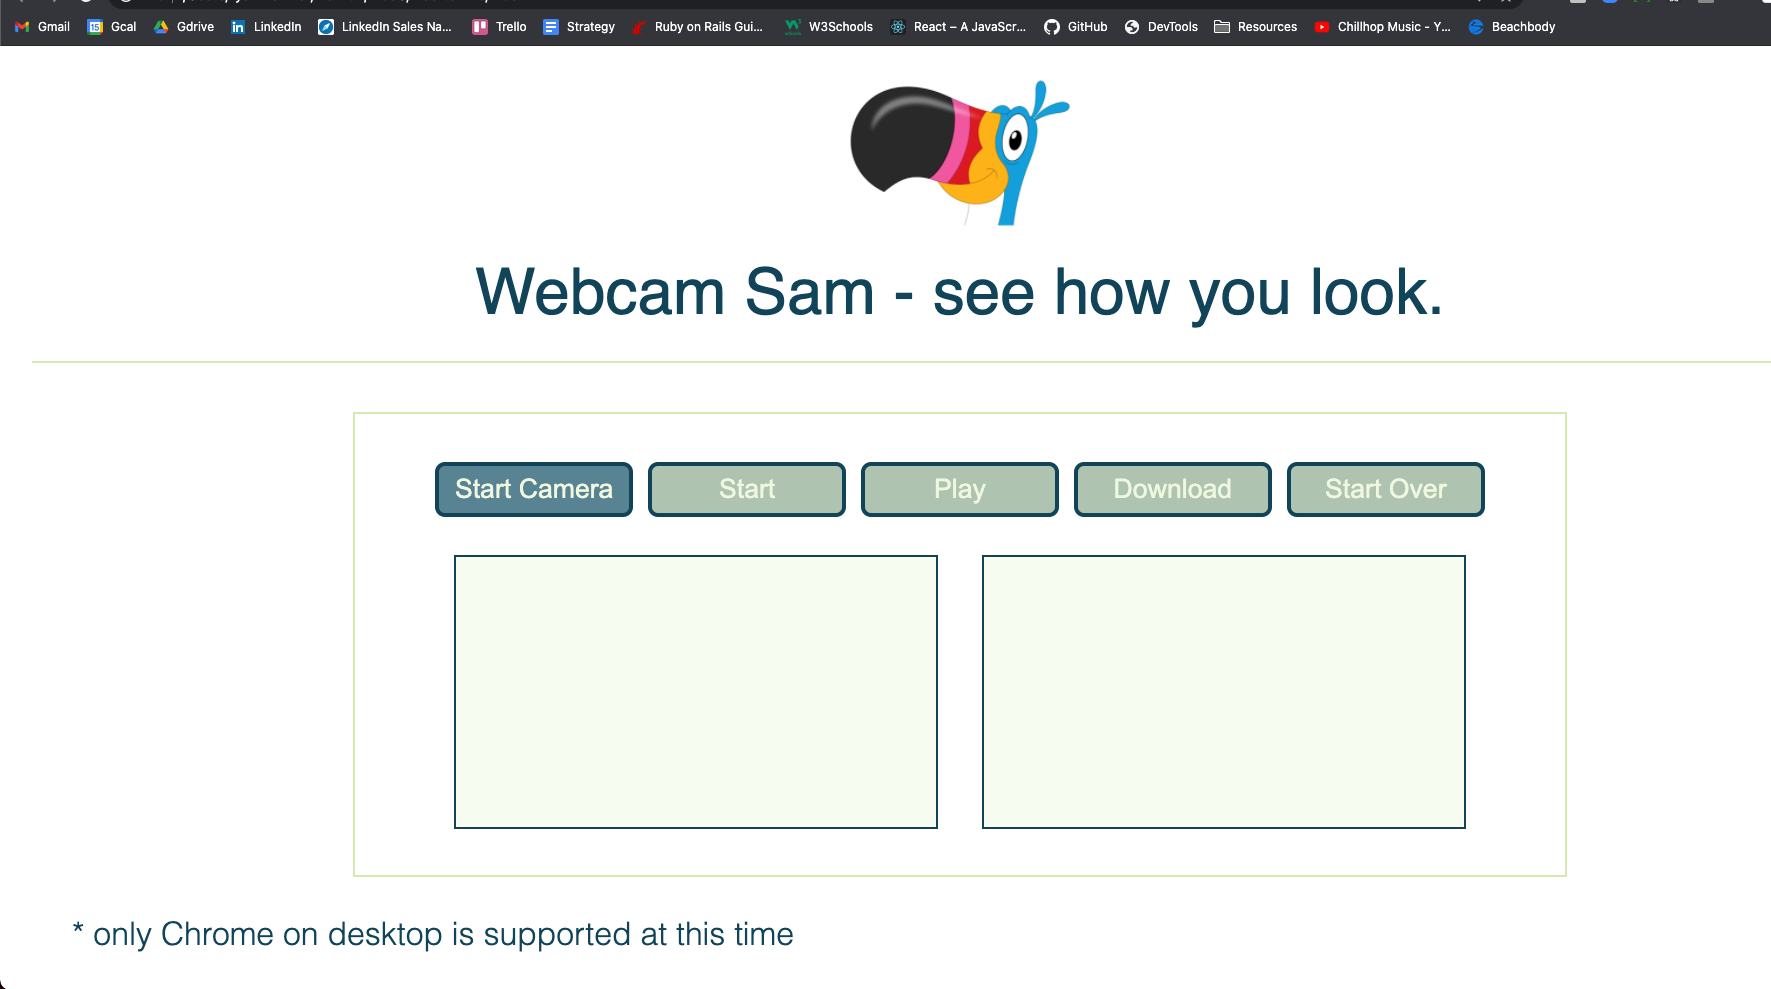 Gmail 15 Gcal Gdrive in LinkedIn LinkedIn Sales Na... Trello Strategy Ruby on Rails Gui... W3Schools React – A JavaScr... GitHub DevTools Resources Chillhop Music - Y... Beachbody
Webcam Sam - see how you look.
Start Camera Start Play Download Start Over
* only Chrome on desktop is supported at this time